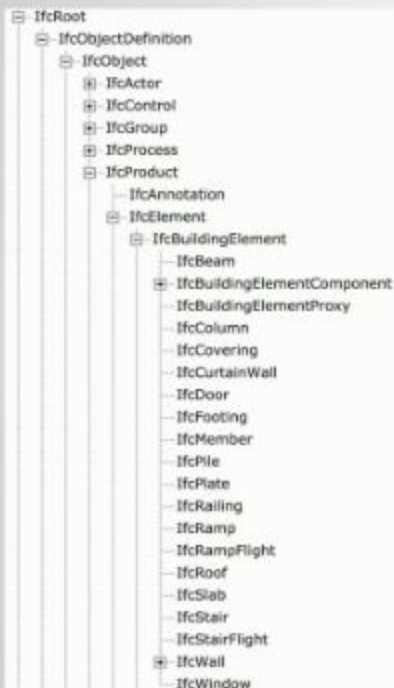 IfcRoot
IfcObjectDefinition
IfcObject
IfcActor
IfcControl
IfcGroup
IfcProcess
IfcProduct
IfcAnnotation
IfcElement
IfcBuildingElement
IfcBeam
IfcBuildingElementComponent
IfcBuildingElementProxy
IfcColumn
IfcCovering
IfcCurtainWall
IfcDoor
IfcFooting
IfcMember
IfcPile
IfcPlate
IfcRailing
IfcRamp
IfcRampFlight
IfcRoof
IfcSlab
IfcStair
IfcStairFlight
IfcWall
IfcWindow